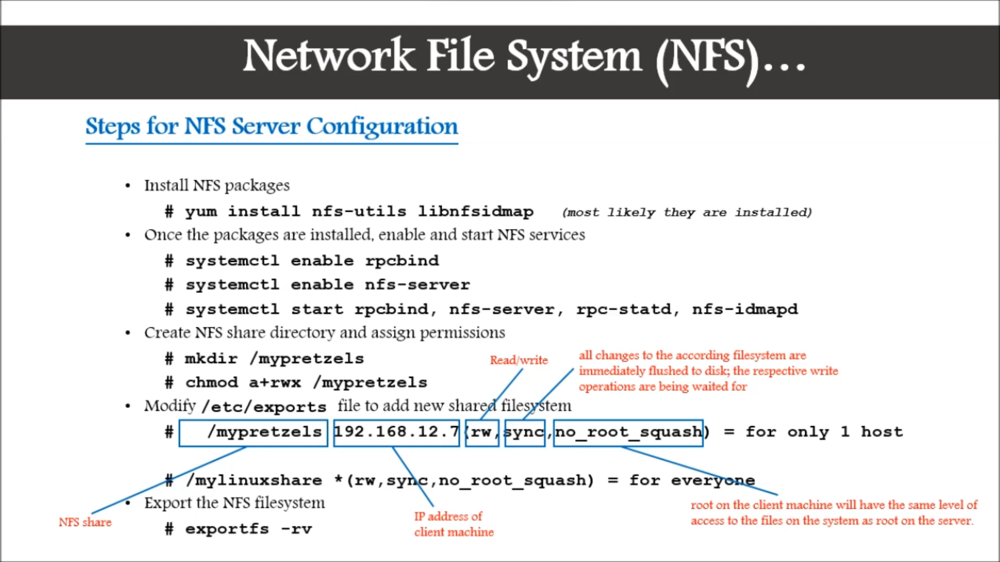 Network File System (NFS)...
Steps for NFS Server Configuration
• Install NFS packages
# yum install nfs-utils libnfsidmap (most likely they are installed)
• Once the packages are installed, enable and start NFS services
# systemctl enable rpcbind
# systemctl enable nfs-server
# systemctl start rpcbind, nfs-server, rpc-statd, nfs-idmapd
• Create NFS share directory and assign permissions
# mkdir /mypretzels
# chmod a+rwx /mypretzels
Read/write
all changes to the according filesystem are
immediately flushed to disk; the respective write
operations are being waited for
• Modify /etc/exports file to add new shared filesystem
# /mypretzels 192.168.12.7(rw,sync,no_root_squash) = for only 1 host
# /mylinuxshare *(rw,sync,no_root_squash) = for everyone
• Export the NFS filesystem
# exportfs -rv
NFS share
IP address of
client machine
root on the client machine will have the same level of
access to the files on the system as root on the server.